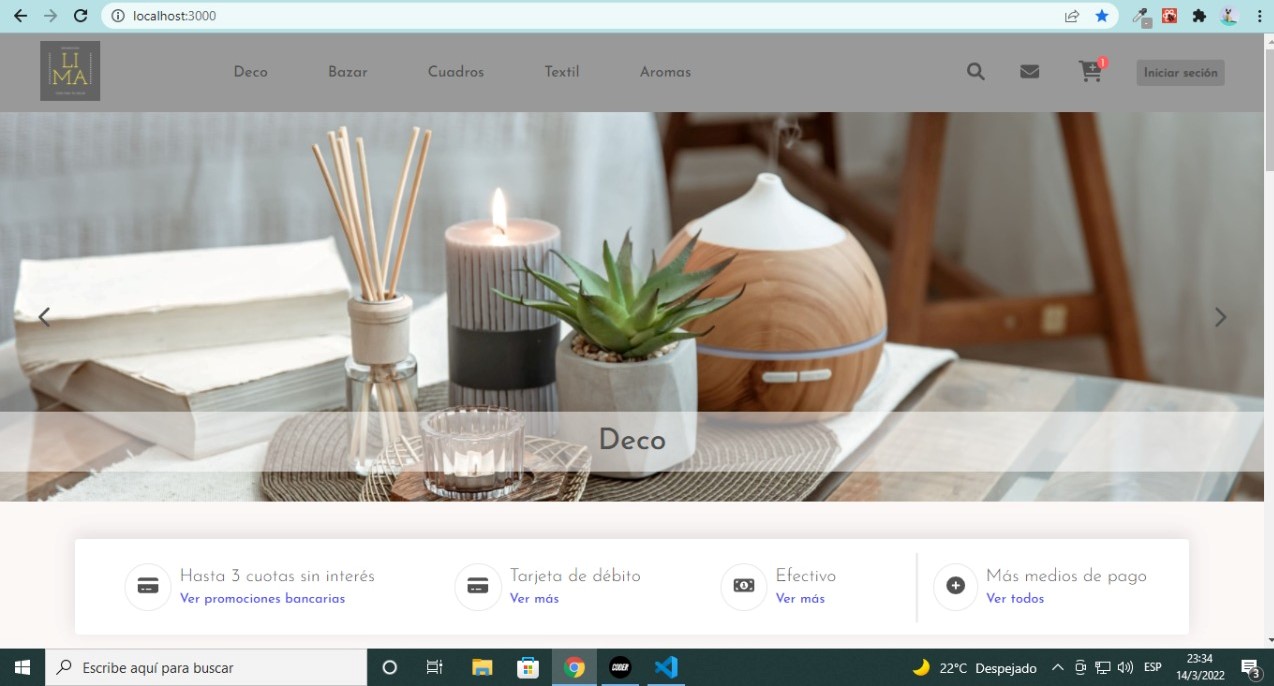 localhost:3000
LI
MA
Deco
Bazar
Cuadros
Textil
Aromas
1
Iniciar seción
Deco
Hasta 3 cuotas sin interés
Ver promociones bancarias
Tarjeta de débito
Ver más
Efectivo
Ver más
Más medios de pago
Ver todos
Escribe aquí para buscar
CODER
22°C Despejado
ESP
23:34
14/3/2022
3